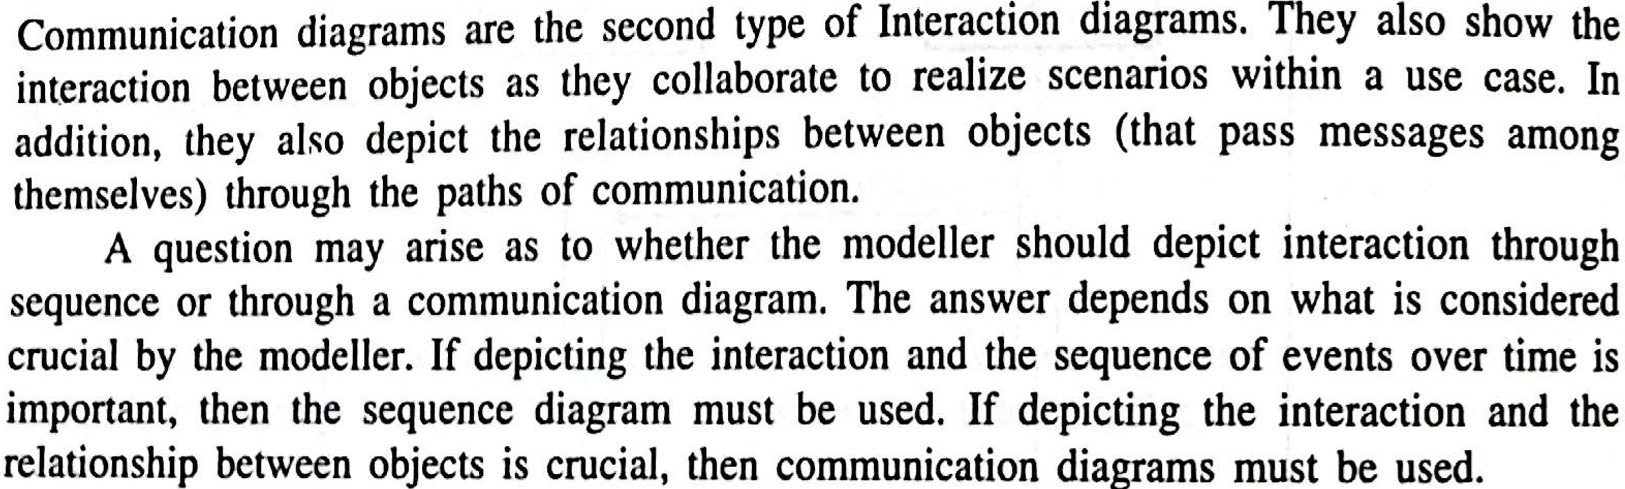 Communication diagrams are the second type of Interaction diagrams. They also show the
interaction between objects as they collaborate to realize scenarios within a use case. In
addition, they also depict the relationships between objects (that pass messages among
themselves) through the paths of communication.
A question may arise as to whether the modeller should depict interaction through
sequence or through a communication diagram. The answer depends on what is considered
crucial by the modeller. If depicting the interaction and the sequence of events over time is
important, then the sequence diagram must be used. If depicting the interaction and the
relationship between objects is crucial, then communication diagrams must be used.